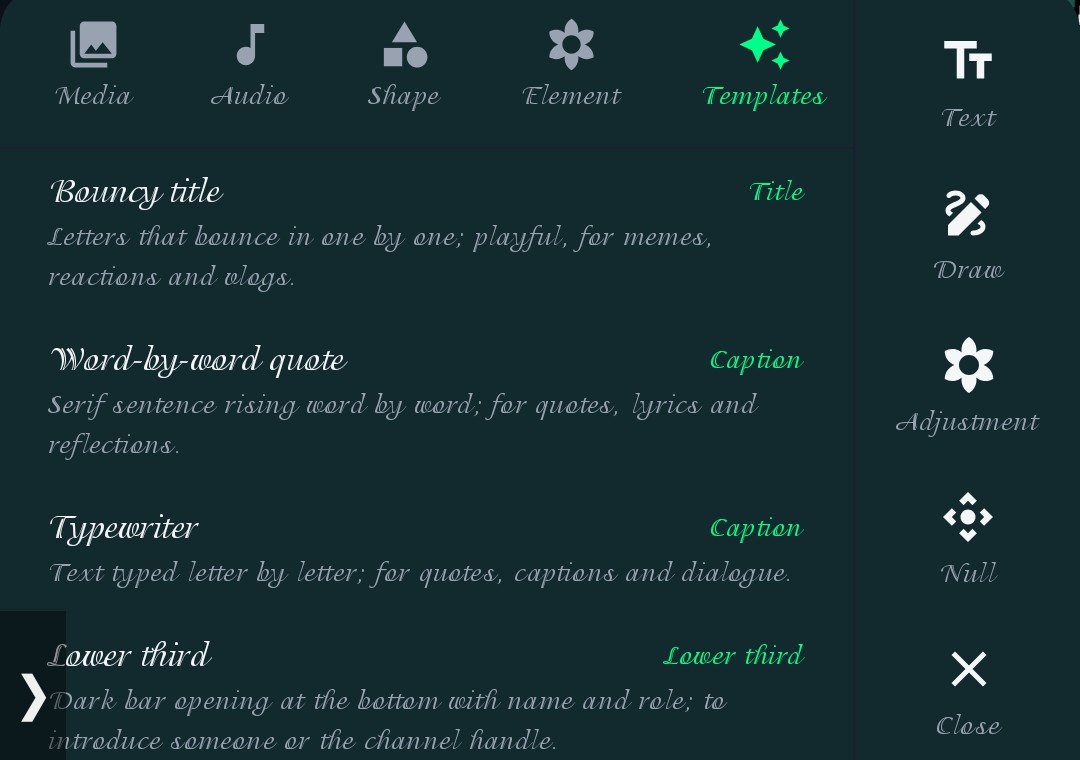 Media
Audio
Shape
Element
Templates
Text
Draw
Adjustment
Null
Close
Bouncy title
Title
Letters that bounce in one by one; playful, for memes,
reactions and vlogs.
Word-by-word quote
Caption
Serif sentence rising word by word; for quotes, lyrics and
reflections.
Typewriter
Caption
Text typed letter by letter; for quotes, captions and dialogue.
Lower third
Lower third
Dark bar opening at the bottom with name and role; to
introduce someone or the channel handle.